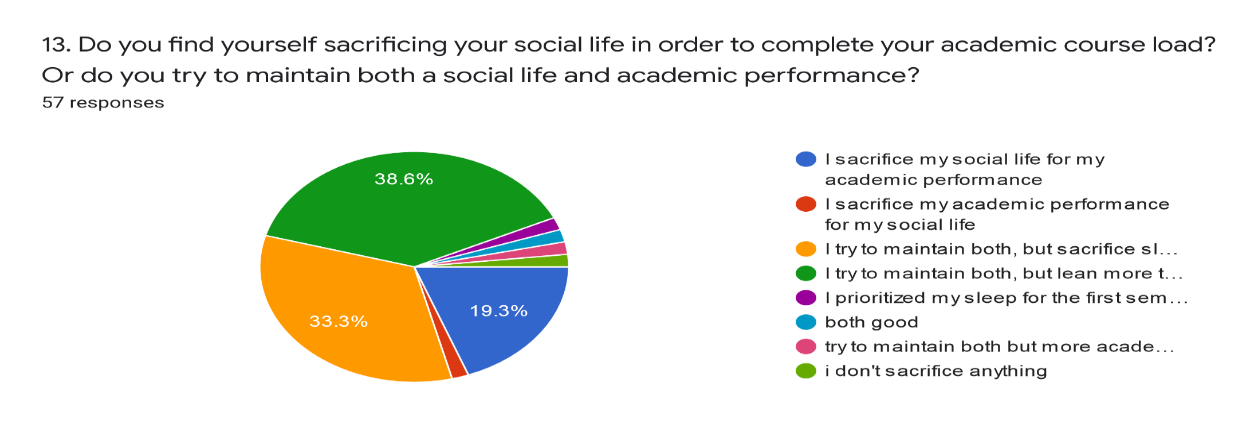 13. Do you find yourself sacrificing your social life in order to complete your academic course load?
Or do you try to maintain both a social life and academic performance?
57 responses
38.6%
33.3%
19.3%
I sacrifice my social life for my
academic performance
I sacrifice my academic performance
for my social life
I try to maintain both, but sacrifice sl...
I try to maintain both, but lean more t...
I prioritized my sleep for the first sem...
both good
try to maintain both but more acade...
i don't sacrifice anything